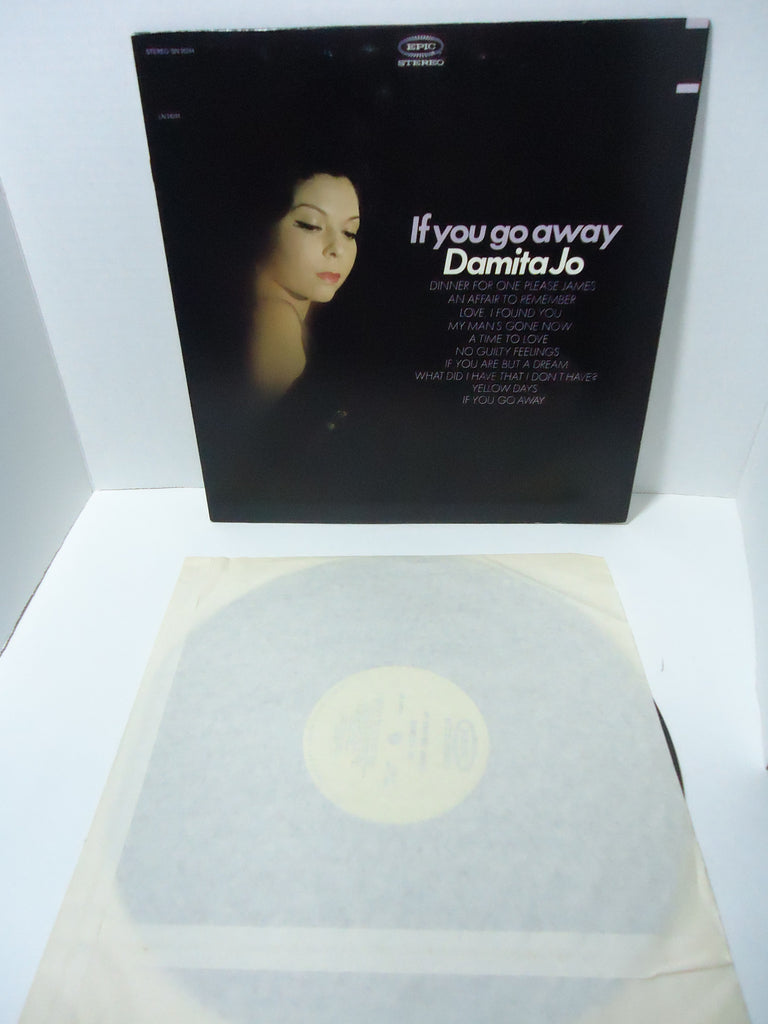 EPIC
STEREO
If you go away
Damita Jo
DINNER FOR ONE PLEASE JAMES
AN AFFAIR TO REMEMBER
LOVE, I FOUND YOU
MY MAN'S GONE NOW
A TIME TO LOVE
NO GUILTY FEELINGS
IF YOU ARE BUT A DREAM
WHAT DID I HAVE THAT I DON'T HAVE?
YELLOW DAYS
IF YOU GO AWAY